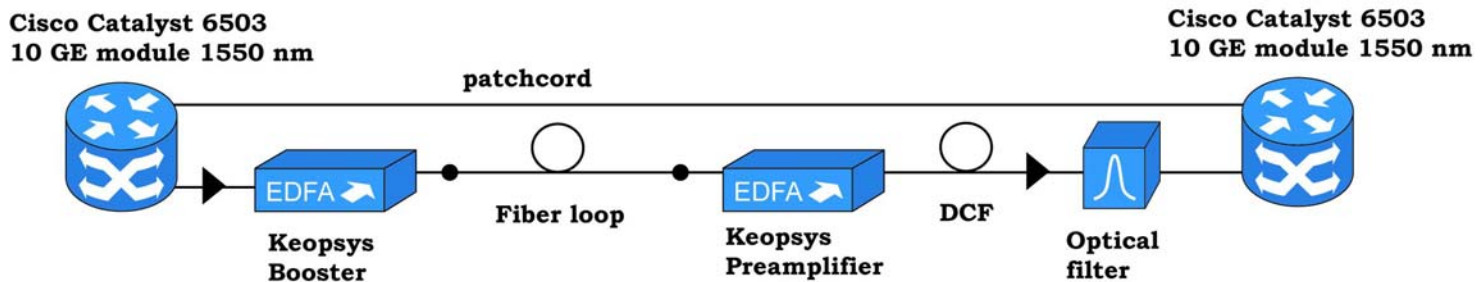 Cisco Catalyst 6503
10 GE module 1550 nm
Cisco Catalyst 6503
10 GE module 1550 nm
patchcord
EDFA
Fiber loop
EDFA
DCF
Keopsys
Booster
Keopsys
Preamplifier
Optical
filter